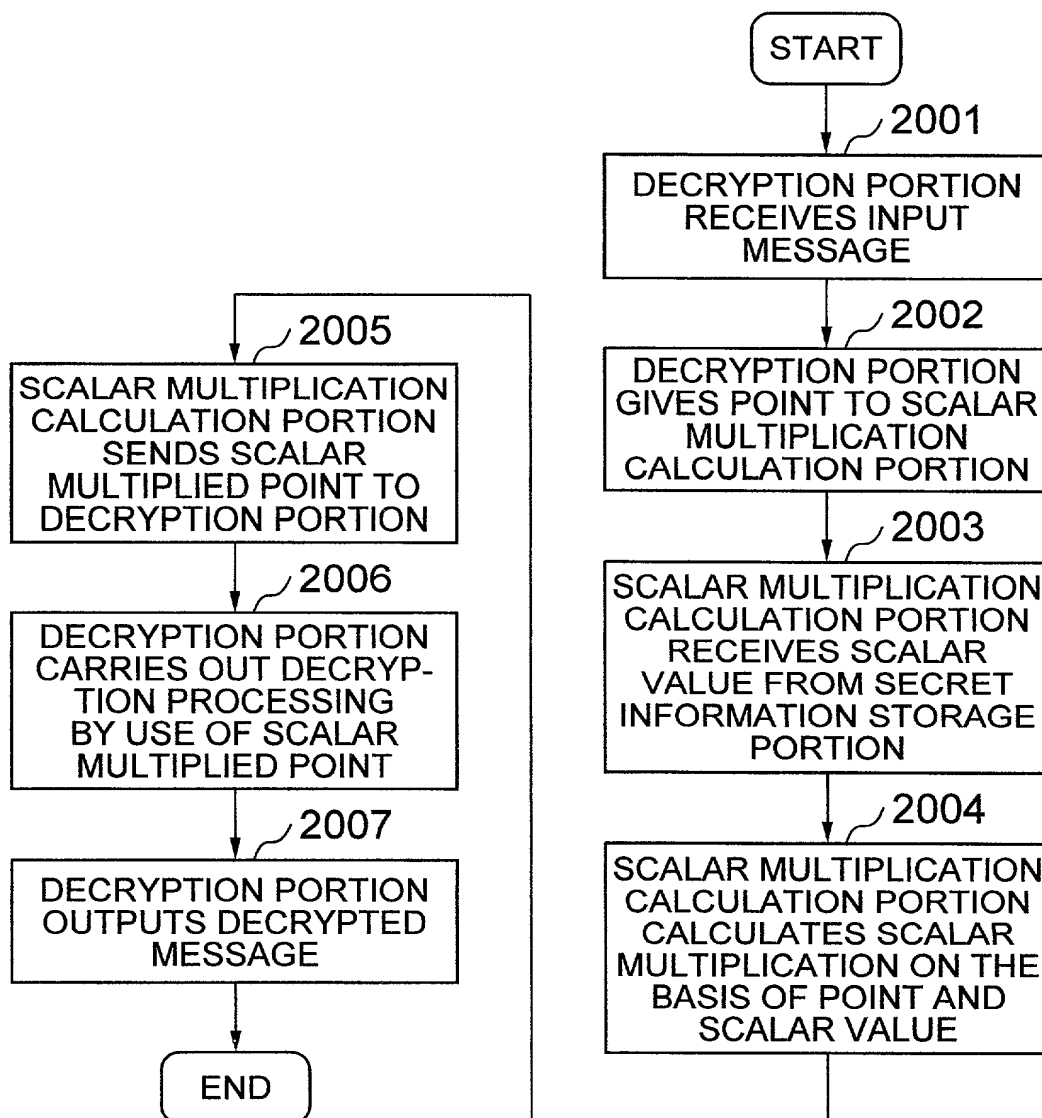 START
2001
DECRYPTION PORTION
RECEIVES INPUT
MESSAGE
2002
DECRYPTION PORTION
GIVES POINT TO SCALAR
MULTIPLICATION
CALCULATION PORTION
2003
SCALAR MULTIPLICATION
CALCULATION PORTION
RECEIVES SCALAR
VALUE FROM SECRET
INFORMATION STORAGE
PORTION
2004
SCALAR MULTIPLICATION
CALCULATION PORTION
CALCULATES SCALAR
MULTIPLICATION ON THE
BASIS OF POINT AND
SCALAR VALUE
2005
SCALAR MULTIPLICATION
CALCULATION PORTION
SENDS SCALAR
MULTIPLIED POINT TO
DECRYPTION PORTION
2006
DECRYPTION PORTION
CARRIES OUT DECRYP-
TION PROCESSING
BY USE OF SCALAR
MULTIPLIED POINT
2007
DECRYPTION PORTION
OUTPUTS DECRYPTED
MESSAGE
END